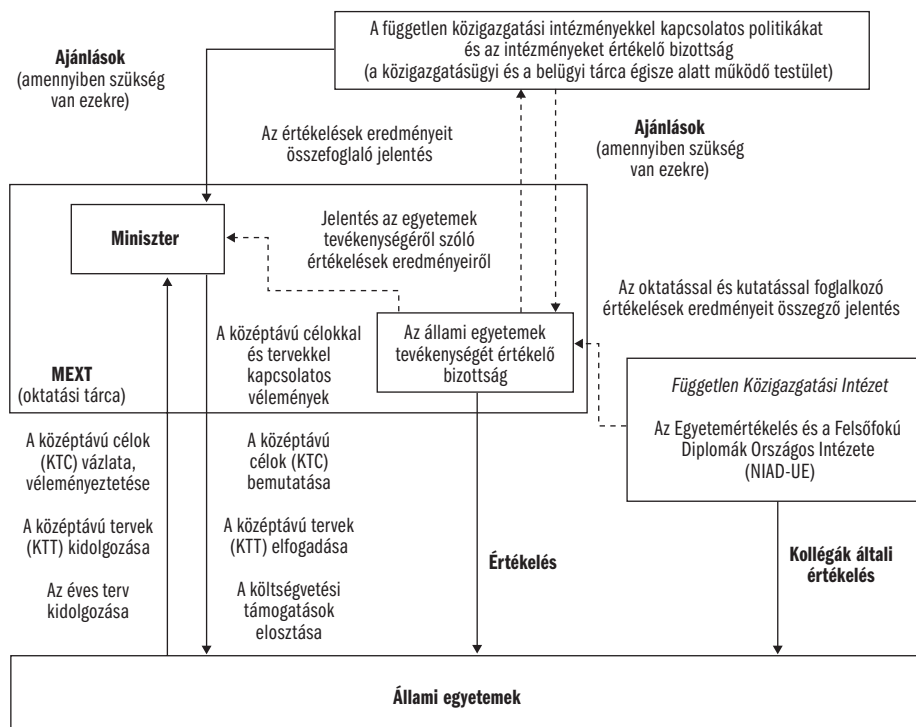 A független közigazgatási intézményekkel kapcsolatos politikákat
és az intézményeket értékelő bizottság
(a közigazgatásügyi és a belügyi tárca égisze alatt működő testület)
Ajánlások
(amennyiben szükség
van ezekre)
Az értékelések eredményeit
összefoglaló jelentés
Ajánlások
(amennyiben szükség
van ezekre)
Miniszter
Jelentés az egyetemek
tevékenységéről szóló
értékelések eredményeiről
Az oktatással és kutatással foglalkozó
értékelések eredményeit összegző jelentés
A középtávú célokkal
és tervekkel
kapcsolatos
vélemények
Az állami egyetemek
tevékenységét értékelő
bizottság
MEXT
(oktatási tárca)
Független Közigazgatási Intézet
Az Egyetemértékelés és a Felsőfokú
Diplomák Országos Intézete
(NIAD-UE)
A középtávú célok
(KTC) vázlata,
véleményeztetése
A középtávú tervek
(KTT) kidolgozása
Az éves terv
kidolgozása
A középtávú
célok (KTC)
bemutatása
A középtávú tervek
(KTT) elfogadása
A költségvetési
támogatások
elosztása
Értékelés
Kollégák általi
értékelés
Állami egyetemek